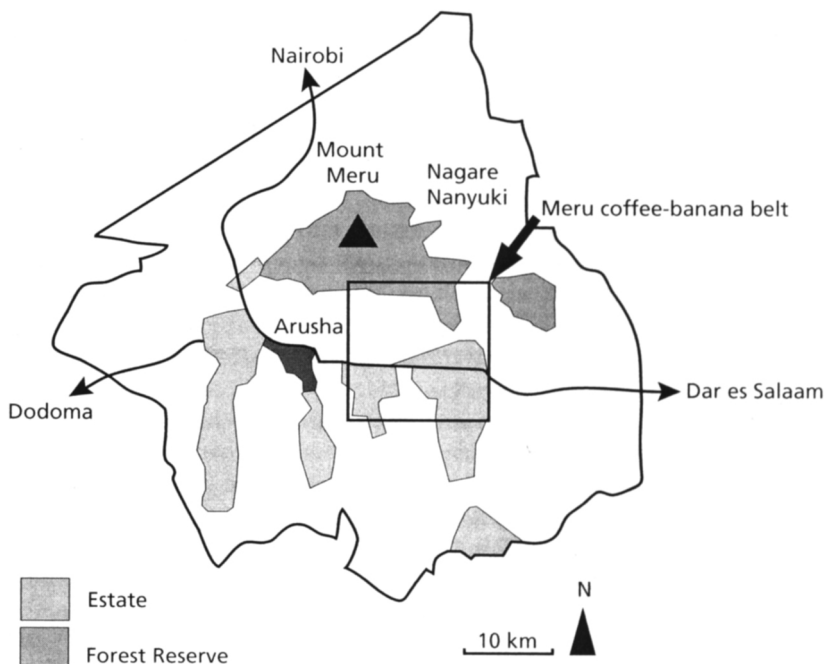 Nairobi
Mount
Meru
Nagare
Nanyuki
Meru coffee-banana belt
Arusha
Dar es Salaam
Dodoma
Estate
Forest Reserve
10 km
N